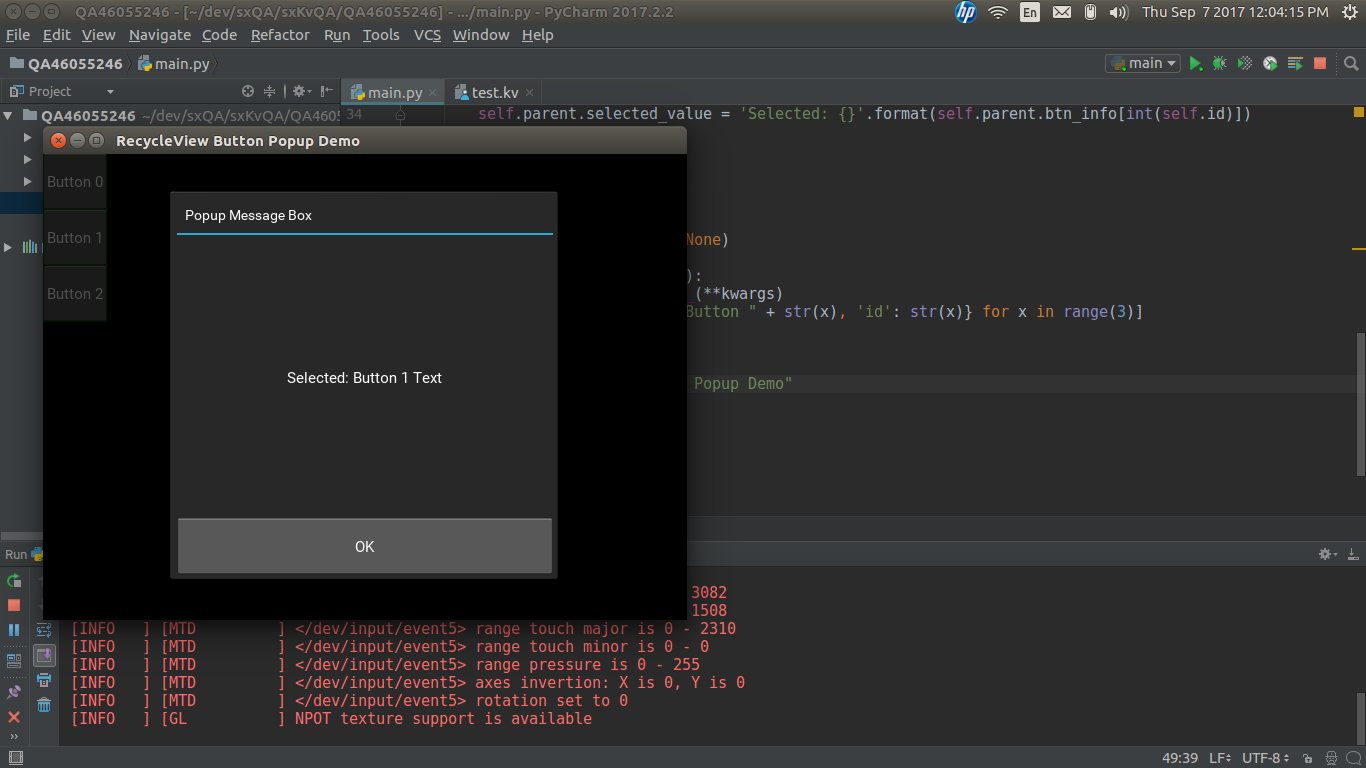 QA46055246 - [~/dev/sxQA/sxKvQA/QA46055246] - .../main.py - PyCharm 2017.2.2
En
Thu Sep 7 2017 12:04:15 PM
File Edit View Navigate Code Refactor Run Tools VCS Window Help
QA46055246 main.py
main
Project
main.py test.kv
QA46055246 ~/dev/sxQA/sxKvQA/QA4605
34 self.parent.selected_value = 'Selected: {}'.format(self.parent.btn_info[int(self.id)])
RecycleView Button Popup Demo
Button 0
Button 1
Button 2
Popup Message Box
Selected: Button 1 Text
OK
None)
):
(**kwargs)
Button " + str(x), 'id': str(x)} for x in range(3)]
Popup Demo"
Run
3082
1508
[INFO ] [MTD ] </dev/input/event5> range touch major is 0 - 2310
[INFO ] [MTD ] </dev/input/event5> range touch minor is 0 - 0
[INFO ] [MTD ] </dev/input/event5> range pressure is 0 - 255
[INFO ] [MTD ] </dev/input/event5> axes invertion: X is 0, Y is 0
[INFO ] [MTD ] </dev/input/event5> rotation set to 0
[INFO ] [GL ] NPOT texture support is available
49:39 LF UTF-8